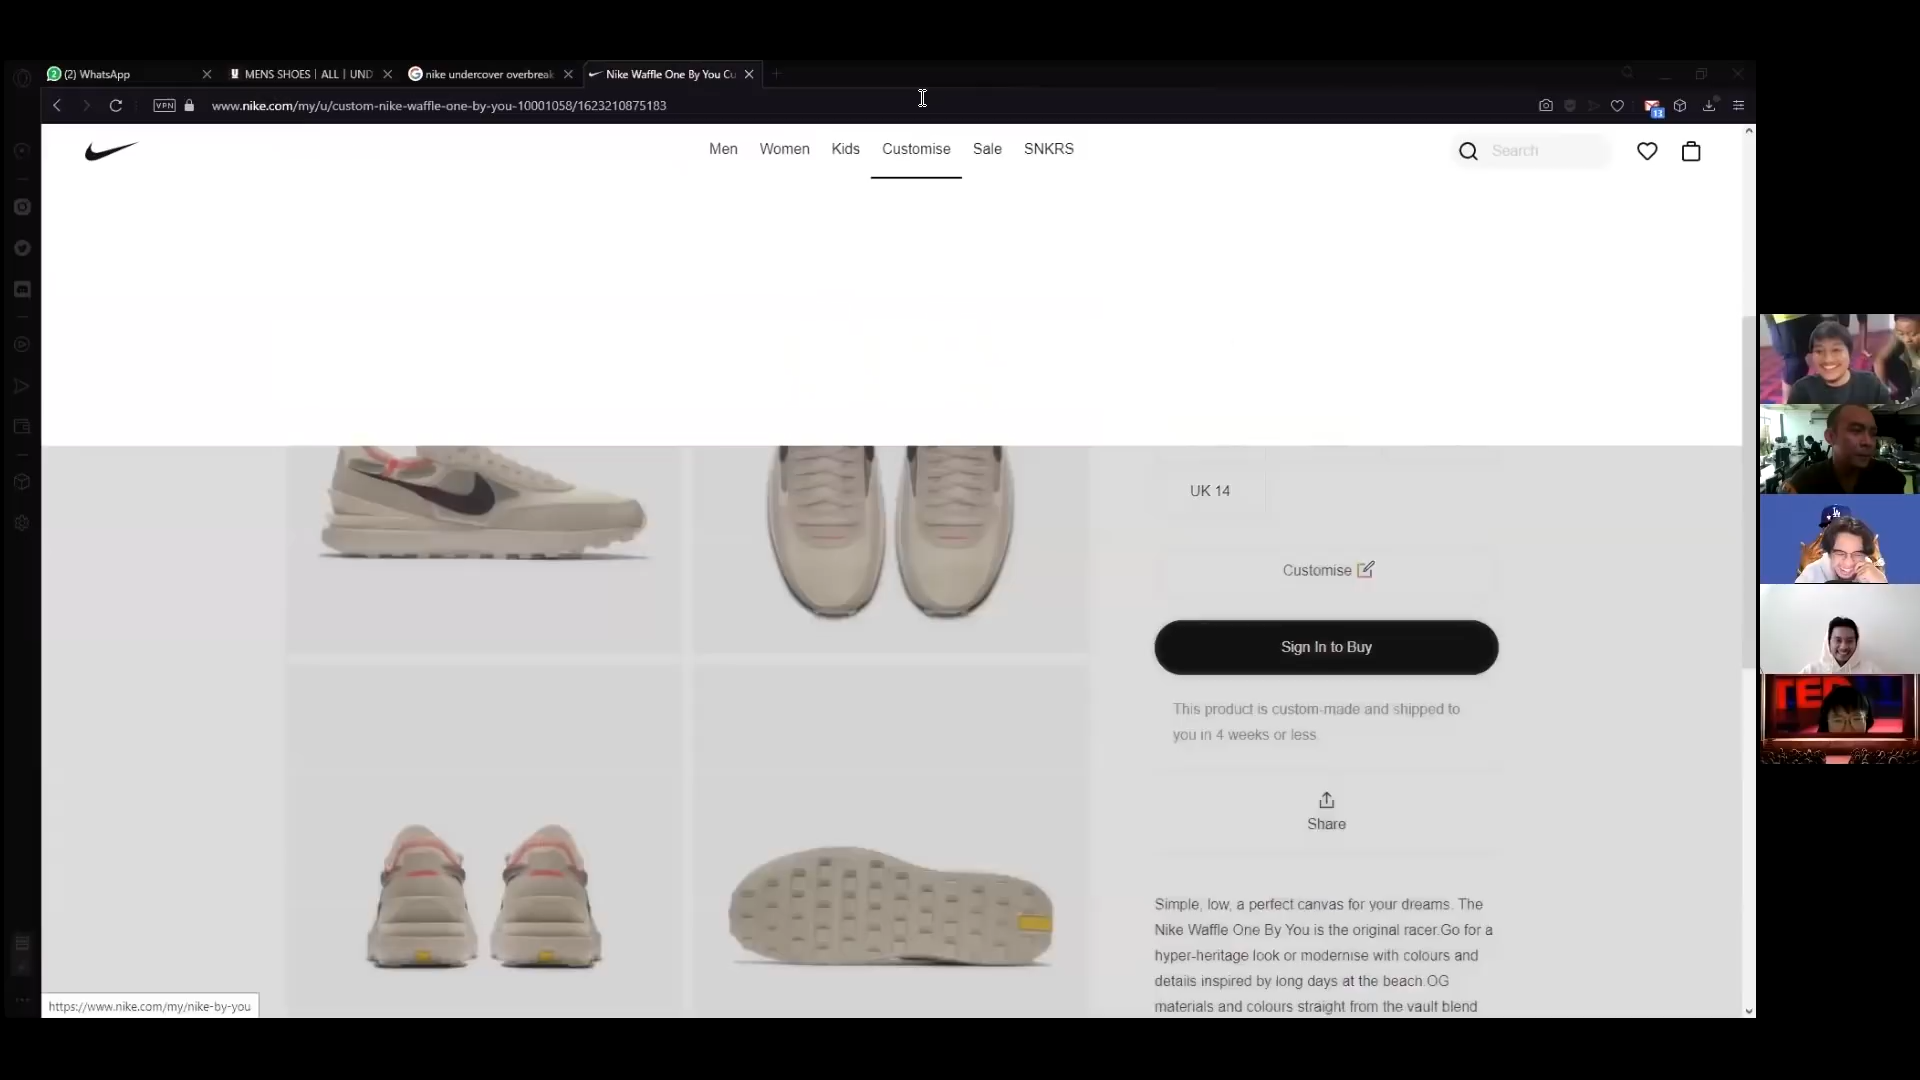 (2) WhatsApp
MENS SHOES | ALL | UND
nike undercover overbreak
Nike Waffle One By You Cu
VPN
www.nike.com/my/u/custom-nike-waffle-one-by-you-10001058/1623210875183
13
Men
Women
Kids
Customise
Sale
SNKRS
Search
UK 14
Customise
Sign In to Buy
This product is custom-made and shipped to
you in 4 weeks or less.
Share
Simple, low, a perfect canvas for your dreams. The
Nike Waffle One By You is the original racer.Go for a
hyper-heritage look or modernise with colours and
details inspired by long days at the beach.OG
materials and colours straight from the vault blend
https://www.nike.com/my/nike-by-you
LA
TED